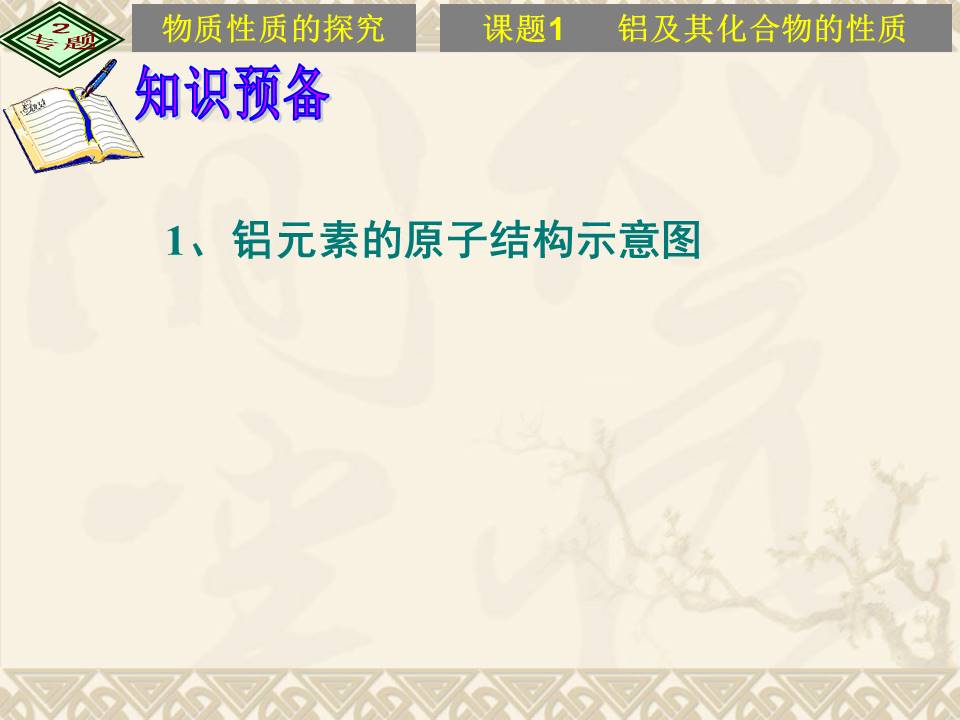 2
专题
物质性质的探究
课题1 铝及其化合物的性质
知识预备
1、铝元素的原子结构示意图